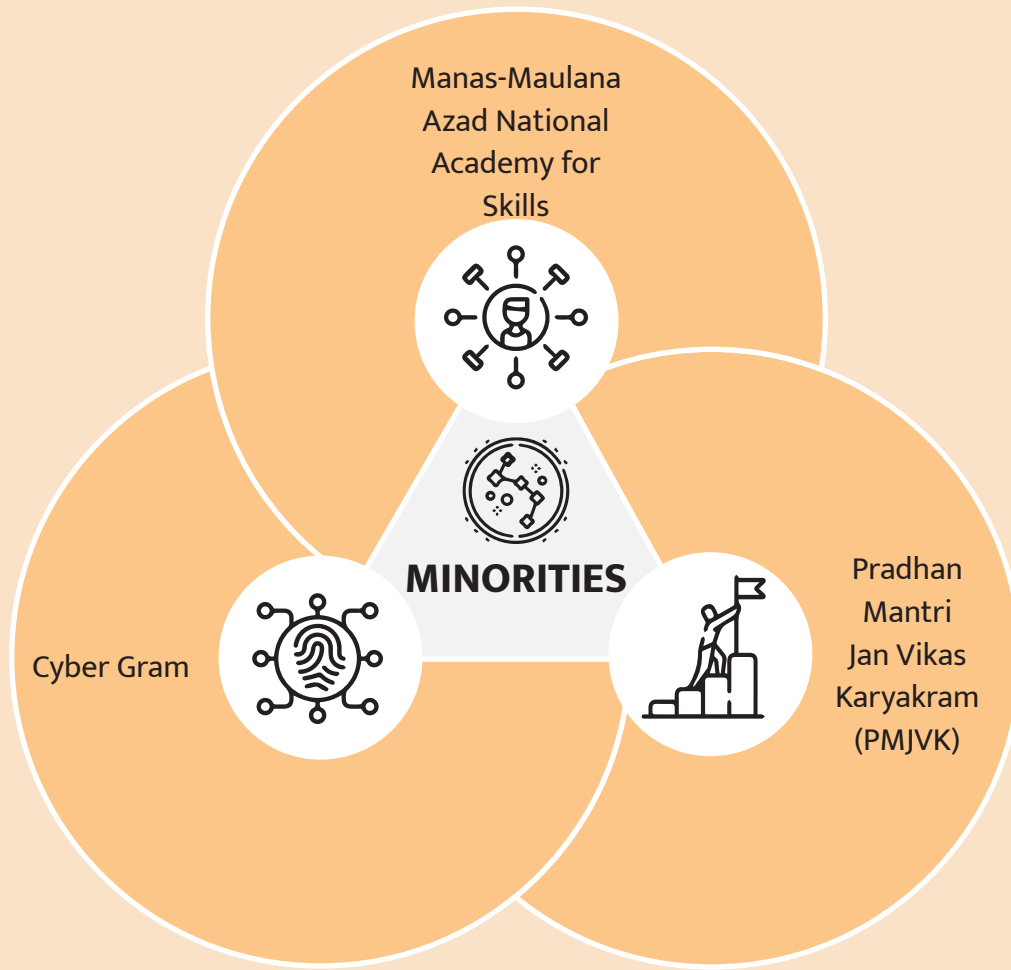 Manas-Maulana
Azad National
Academy for
Skills
MINORITIES
Cyber Gram
Pradhan
Mantri
Jan Vikas
Karyakram
(PMJVK)